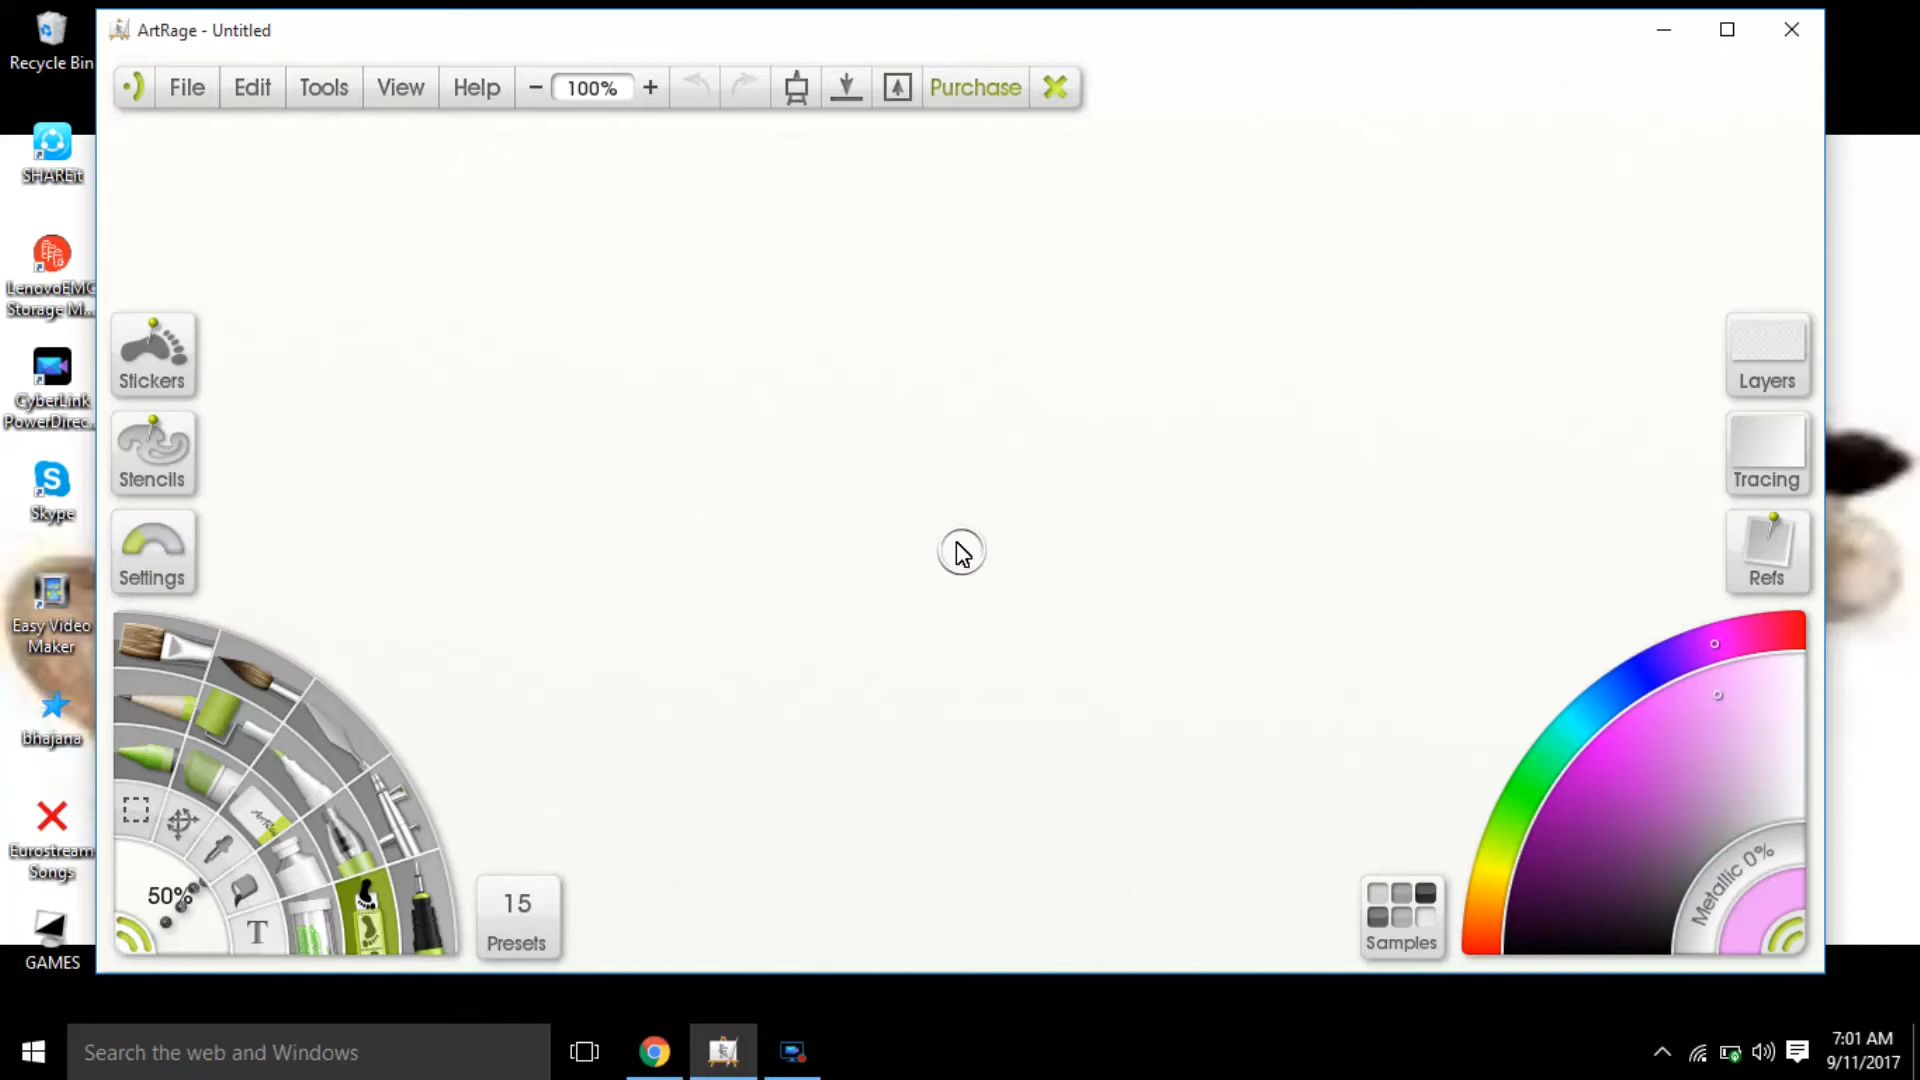 ArtRage - Untitled
Recycle Bin
File Edit Tools View Help − 100% + Purchase
SHAREit
LenovoEMC
Storage M...
Stickers
Layers
CyberLink
PowerDirec...
Stencils
Tracing
Skype
Settings
Refs
Easy Video
Maker
bhajana
Eurostream
Songs
Metallic 0%
50%
T
15
Presets
Samples
GAMES
Search the web and Windows
7:01 AM
9/11/2017